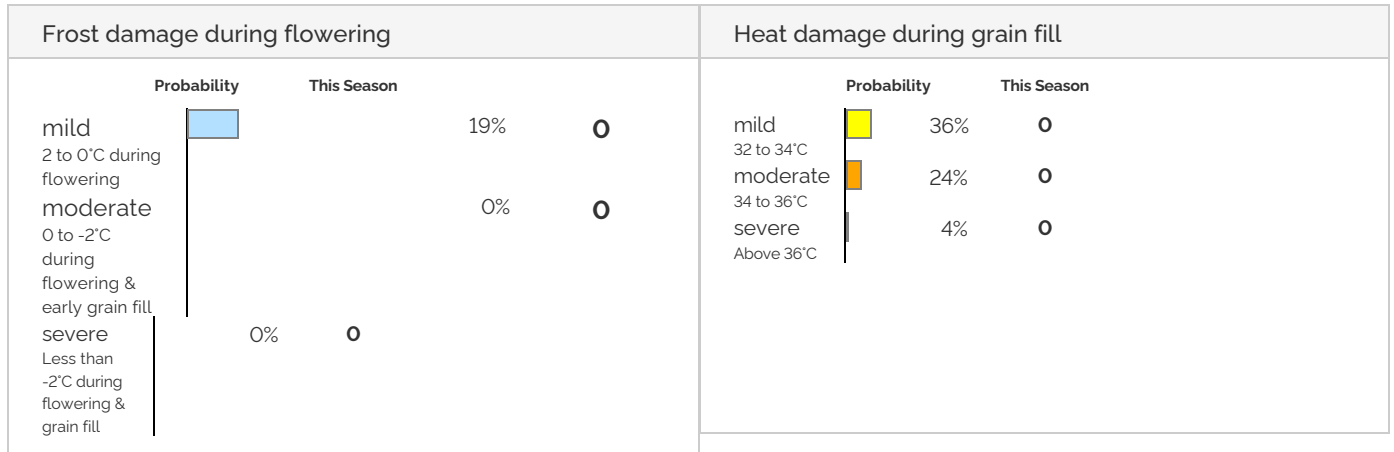 Frost damage during flowering
Probability This Season
mild 19% 0
2 to 0°C during
flowering
moderate 0% 0
0 to -2°C
during
flowering &
early grain fill
severe 0% 0
Less than
-2°C during
flowering &
grain fill
Heat damage during grain fill
Probability This Season
mild 36% 0
32 to 34°C
moderate 24% 0
34 to 36°C
severe 4% 0
Above 36°C